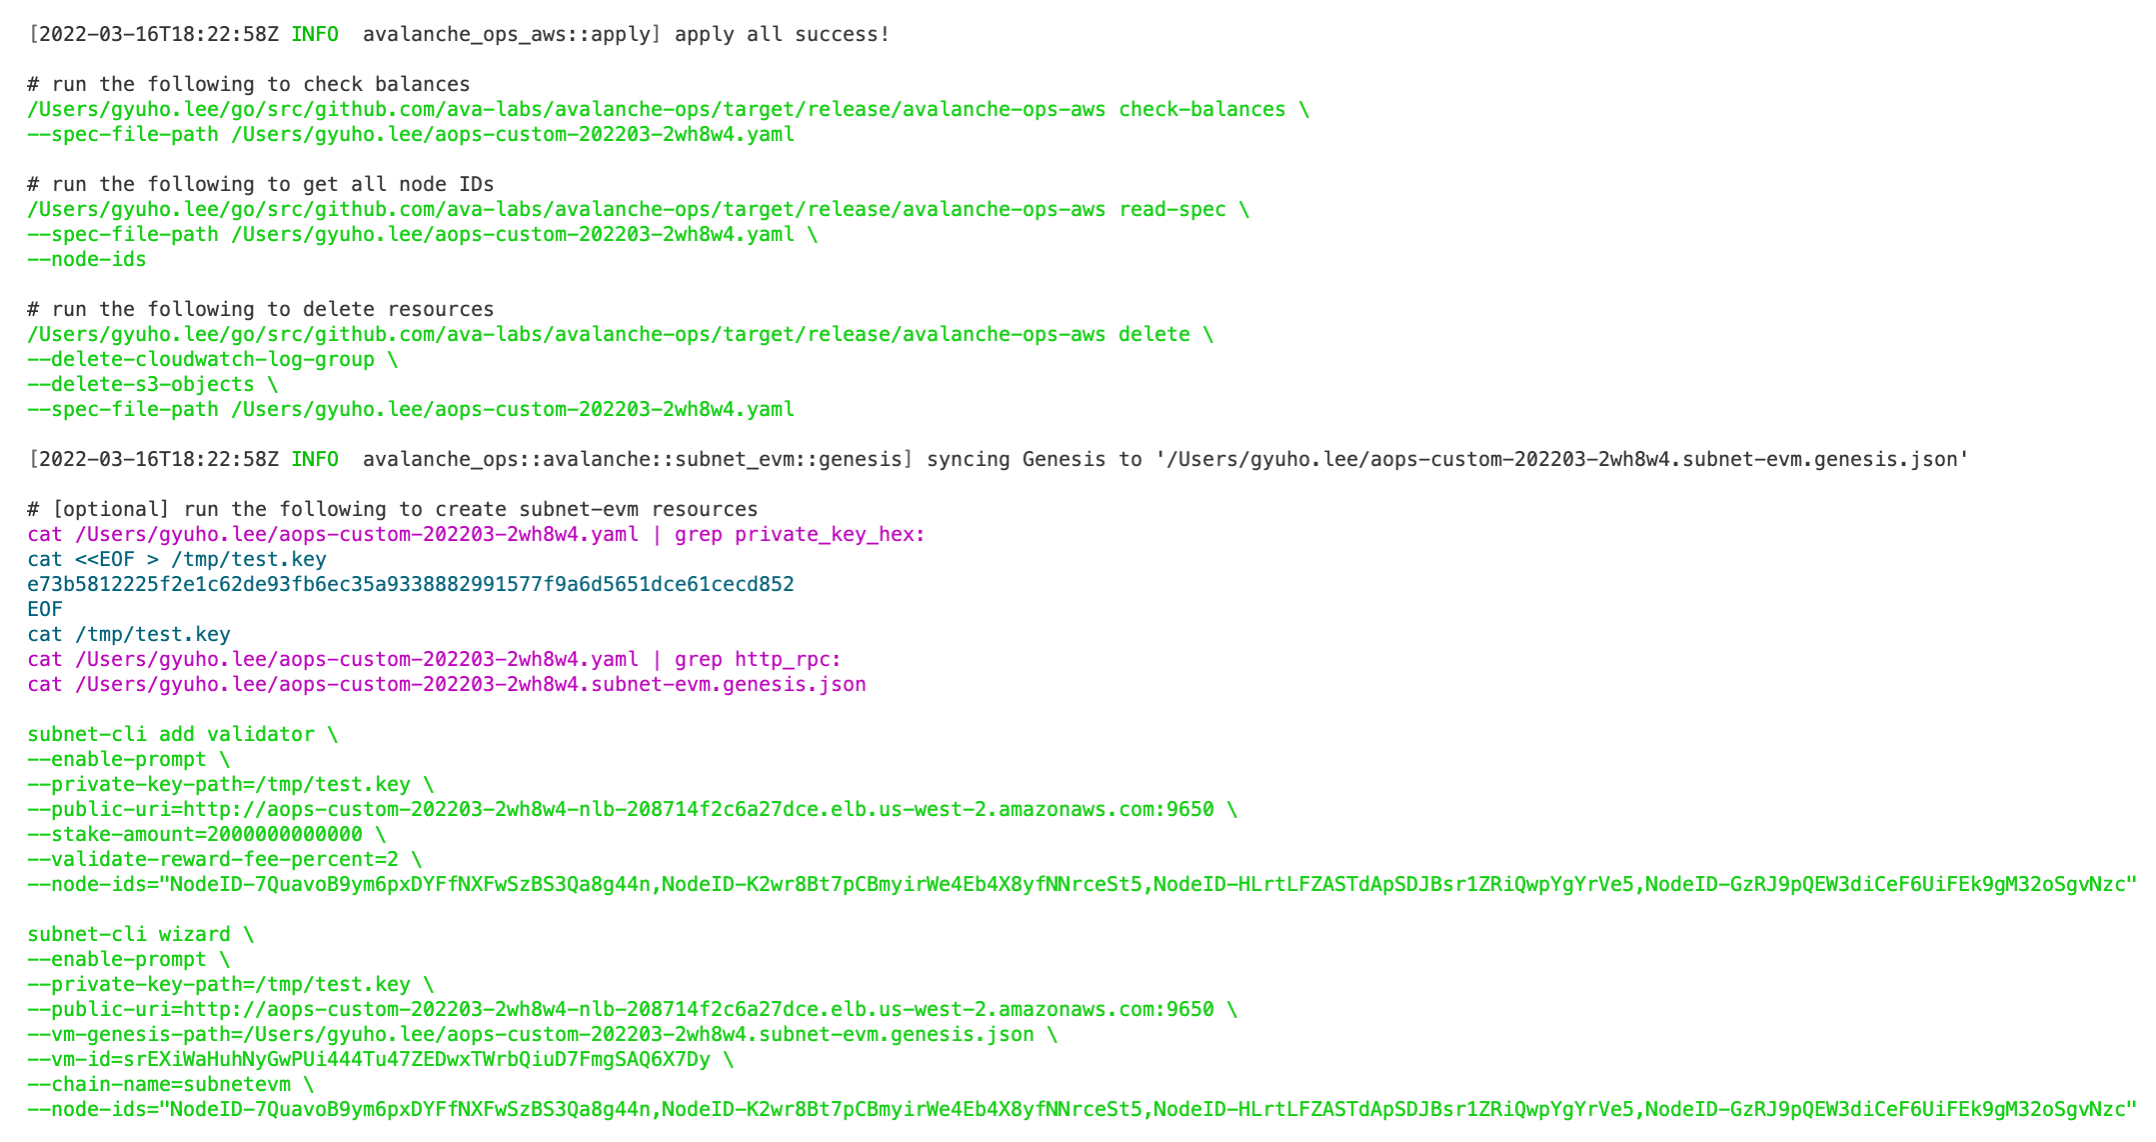 [2022-03-16T18:22:58Z INFO  avalanche_ops_aws::apply] apply all success!
# run the following to check balances
/Users/gyuho.lee/go/src/github.com/ava-labs/avalanche-ops/target/release/avalanche-ops-aws check-balances \
--spec-file-path /Users/gyuho.lee/aops-custom-202203-2wh8w4.yaml
# run the following to get all node IDs
/Users/gyuho.lee/go/src/github.com/ava-labs/avalanche-ops/target/release/avalanche-ops-aws read-spec \
--spec-file-path /Users/gyuho.lee/aops-custom-202203-2wh8w4.yaml \
--node-ids
# run the following to delete resources
/Users/gyuho.lee/go/src/github.com/ava-labs/avalanche-ops/target/release/avalanche-ops-aws delete \
--delete-cloudwatch-log-group \
--delete-s3-objects \
--spec-file-path /Users/gyuho.lee/aops-custom-202203-2wh8w4.yaml
[2022-03-16T18:22:58Z INFO  avalanche_ops::avalanche::subnet_evm::genesis] syncing Genesis to '/Users/gyuho.lee/aops-custom-202203-2wh8w4.subnet-evm.genesis.json'
# [optional] run the following to create subnet-evm resources
cat /Users/gyuho.lee/aops-custom-202203-2wh8w4.yaml | grep private_key_hex:
cat <<EOF > /tmp/test.key
e73b5812225f2e1c62de93fb6ec35a9338882991577f9a6d5651dce61cecd852
EOF
cat /tmp/test.key
cat /Users/gyuho.lee/aops-custom-202203-2wh8w4.yaml | grep http_rpc:
cat /Users/gyuho.lee/aops-custom-202203-2wh8w4.subnet-evm.genesis.json
subnet-cli add validator \
--enable-prompt \
--private-key-path=/tmp/test.key \
--public-uri=http://aops-custom-202203-2wh8w4-nlb-208714f2c6a27dce.elb.us-west-2.amazonaws.com:9650 \
--stake-amount=2000000000000 \
--validate-reward-fee-percent=2 \
--node-ids="NodeID-7QuavoB9ym6pxDYFfNXFwSzBS3Qa8g44n,NodeID-K2wr8Bt7pCBmyirWe4Eb4X8yfNNrceSt5,NodeID-HLrtLFZASTdApSDJBsr1ZRiQwpYgYrVe5,NodeID-GzRJ9pQEW3diCeF6UiFEk9gM32oSgvNzc"
subnet-cli wizard \
--enable-prompt \
--private-key-path=/tmp/test.key \
--public-uri=http://aops-custom-202203-2wh8w4-nlb-208714f2c6a27dce.elb.us-west-2.amazonaws.com:9650 \
--vm-genesis-path=/Users/gyuho.lee/aops-custom-202203-2wh8w4.subnet-evm.genesis.json \
--vm-id=srEXiWaHuhNyGwPUi444Tu47ZEDwxTWrbQiuD7FmgSAQ6X7Dy \
--chain-name=subnetevm \
--node-ids="NodeID-7QuavoB9ym6pxDYFfNXFwSzBS3Qa8g44n,NodeID-K2wr8Bt7pCBmyirWe4Eb4X8yfNNrceSt5,NodeID-HLrtLFZASTdApSDJBsr1ZRiQwpYgYrVe5,NodeID-GzRJ9pQEW3diCeF6UiFEk9gM32oSgvNzc"